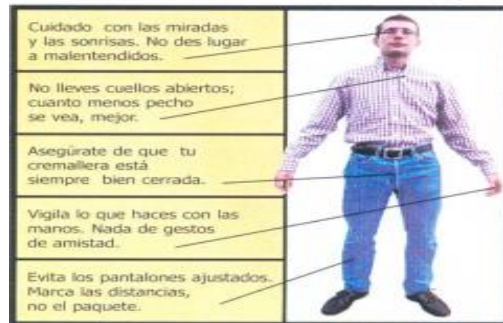 Cuidado con las miradas
y las sonrisas. No des lugar
a malentendidos.
No lleves cuellos abiertos;
cuanto menos pecho
se vea, mejor.
Asegúrate de que tu
cremallera está
siempre bien cerrada.
Vigila lo que haces con las
manos. Nada de gestos
de amistad.
Evita los pantalones ajustados.
Marca las distancias,
no el paquete.